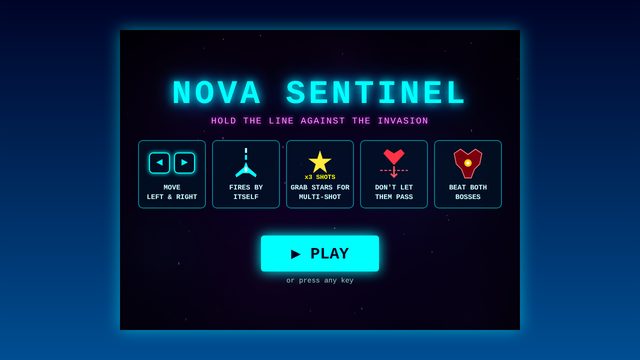 NOVA SENTINEL
HOLD THE LINE AGAINST THE INVASION
MOVE
LEFT & RIGHT
FIRES BY
ITSELF
x3 SHOTS
GRAB STARS FOR
MULTI-SHOT
DON'T LET
THEM PASS
BEAT BOTH
BOSSES
▶ PLAY
or press any key